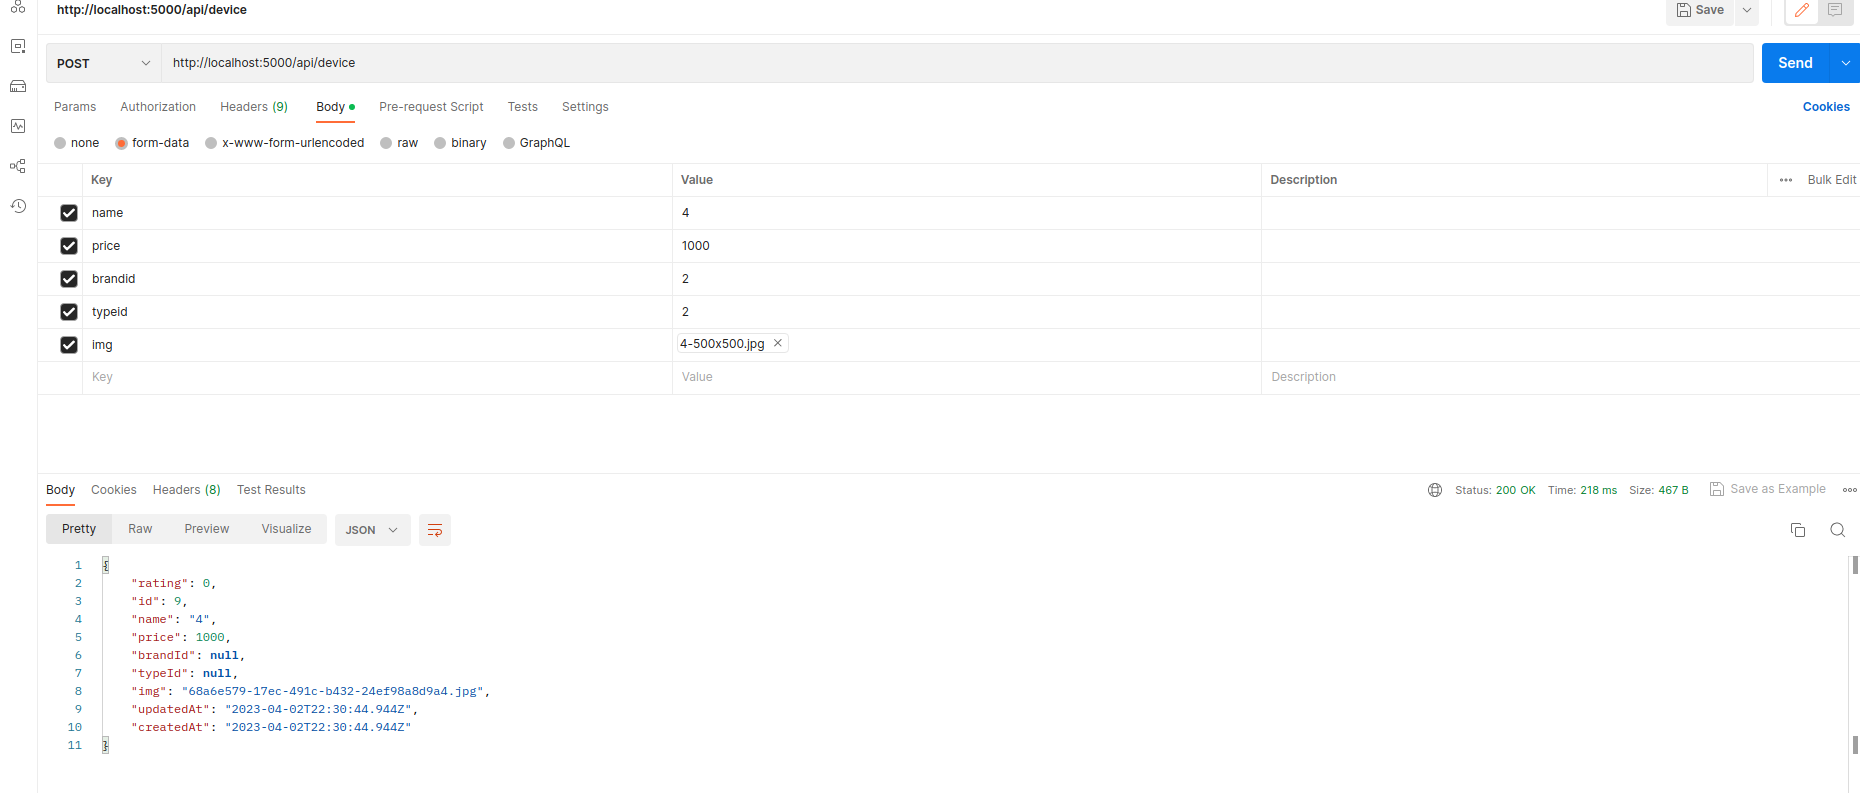 http://localhost:5000/api/device
Save
POST
http://localhost:5000/api/device
Send
Params Authorization Headers (9) Body Pre-request Script Tests Settings Cookies
none form-data x-www-form-urlencoded raw binary GraphQL
Key Value Description ••• Bulk Edit
name 4
price 1000
brandid 2
typeid 2
img 4-500x500.jpg
Key Value Description
Body Cookies Headers (8) Test Results Status: 200 OK Time: 218 ms Size: 467 B Save as Example
Pretty Raw Preview Visualize JSON
1 {
2 "rating": 0,
3 "id": 9,
4 "name": "4",
5 "price": 1000,
6 "brandId": null,
7 "typeId": null,
8 "img": "68a6e579-17ec-491c-b432-24ef98a8d9a4.jpg",
9 "updatedAt": "2023-04-02T22:30:44.944Z",
10 "createdAt": "2023-04-02T22:30:44.944Z"
11 }